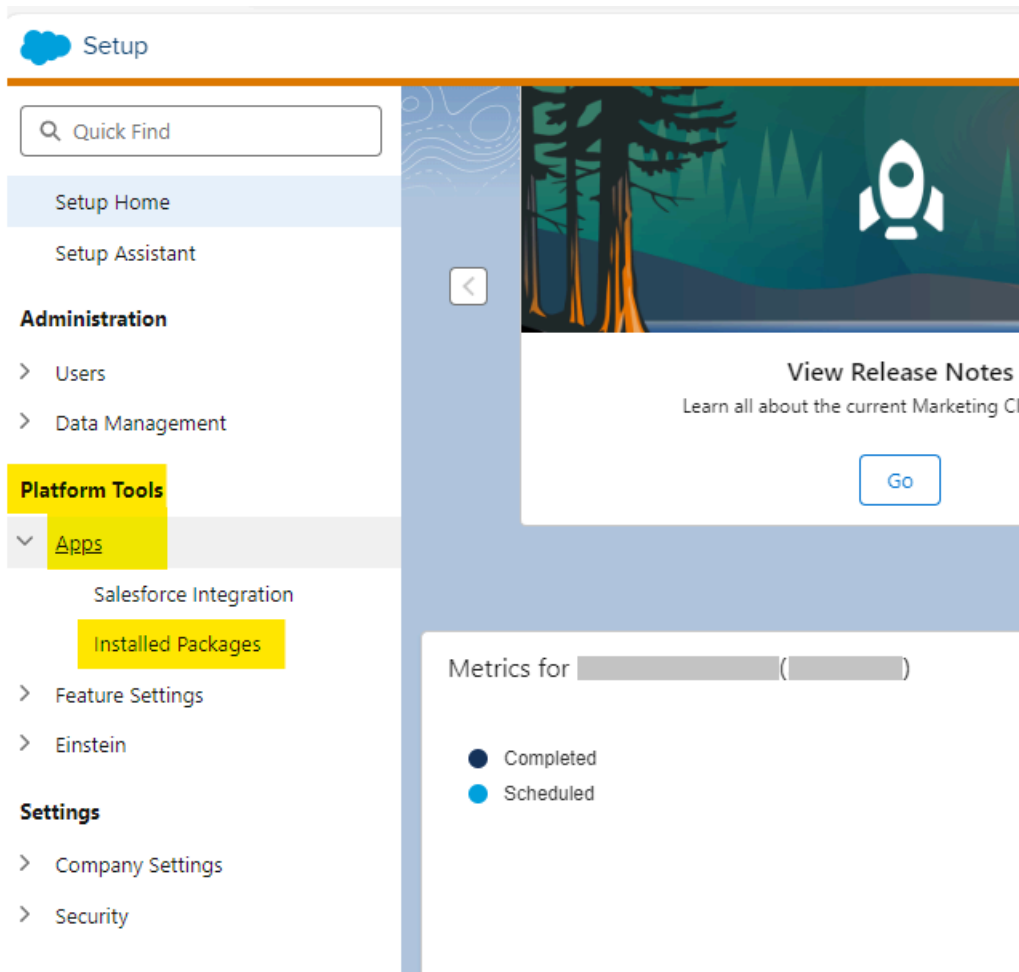 Setup
Quick Find
Setup Home
Setup Assistant
Administration
Users
Data Management
Platform Tools
Apps
Salesforce Integration
Installed Packages
Feature Settings
Einstein
Settings
Company Settings
Security
View Release Notes
Learn all about the current Marketing
Go
Metrics for ( )
Completed
Scheduled